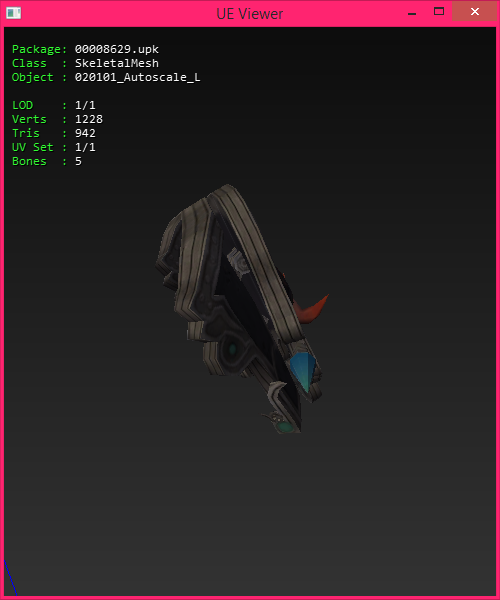 UE Viewer
Package: 00008629.upk
Class : SkeletalMesh
Object : 020101_Autoscale_L
LOD : 1/1
Verts : 1228
Tris : 942
UV Set : 1/1
Bones : 5